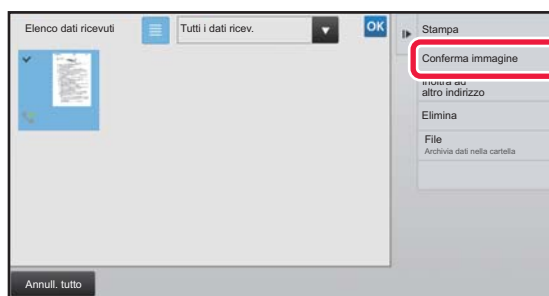 Elenco dati ricevuti
Tutti i dati ricev.
OK
Stampa
Conferma immagine
Inoltra ad
altro indirizzo
Elimina
File
Archivia dati nella cartella
Annull. tutto